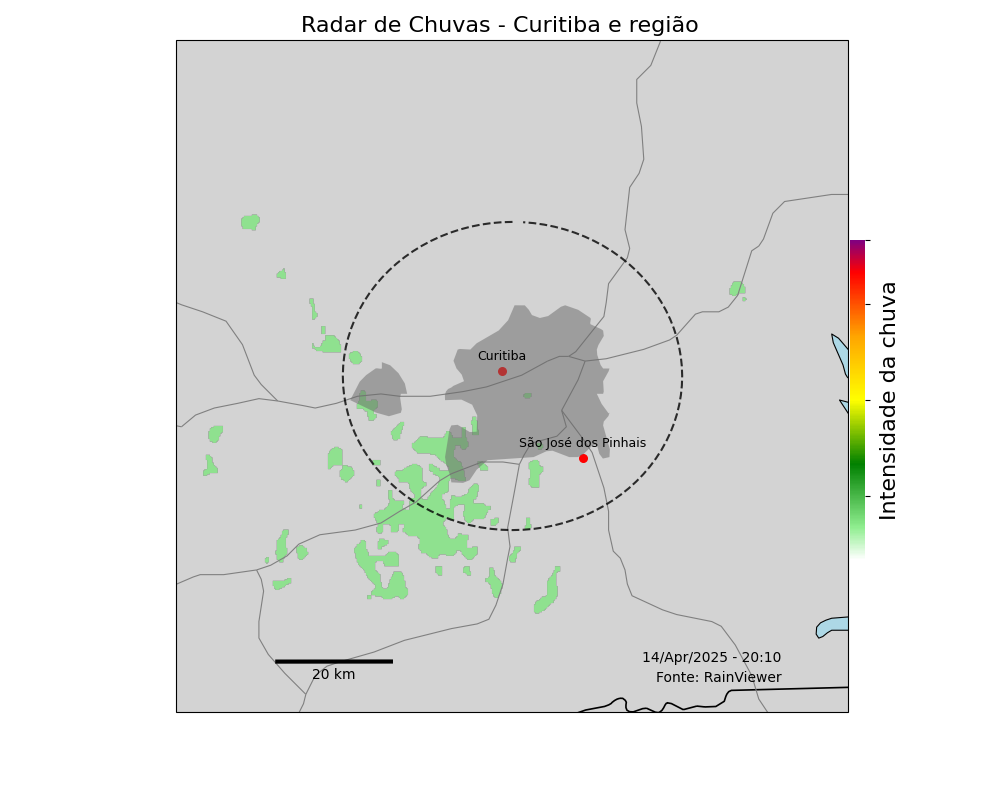 Radar de Chuvas - Curitiba e região
Curitiba
São José dos Pinhais
Intensidade da chuva
14/Apr/2025 - 20:10
20 km
Fonte: RainViewer